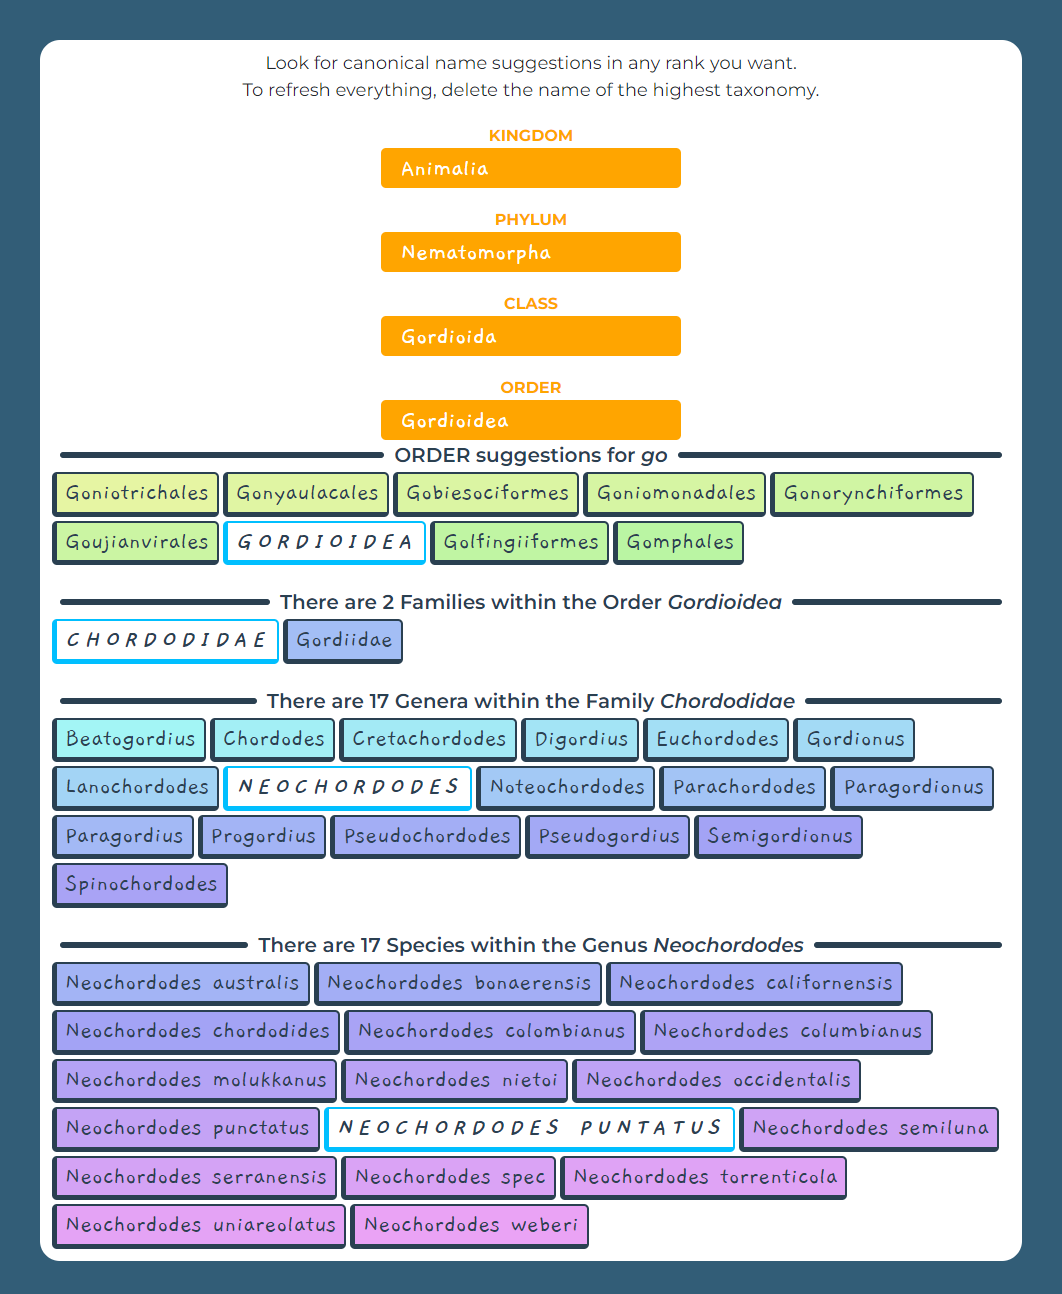 Look for canonical name suggestions in any rank you want.
To refresh everything, delete the name of the highest taxonomy.
KINGDOM
Animalia
PHYLUM
Nematomorpha
CLASS
Gordioida
ORDER
Gordioidea
ORDER suggestions for go
Goniotrichales Gonyaulacales Gobiesociformes Goniomonadales Gonorynchiformes
Goujianvirales GORDIOIDEA Golfingiiformes Gomphales
There are 2 Families within the Order Gordioidea
CHORDODIDAE Gordiidae
There are 17 Genera within the Family Chordodidae
Beatogordius Chordodes Cretachordodes Digordius Euchordodes Gordionus
Lanochordodes NEOCHORDODES Noteochordodes Parachordodes Paragordionus
Paragordius Progordius Pseudochordodes Pseudogordius Semigordionus
Spinochordodes
There are 17 Species within the Genus Neochordodes
Neochordodes australis Neochordodes bonaerensis Neochordodes californensis
Neochordodes chordodides Neochordodes colombianus Neochordodes columbianus
Neochordodes molukkanus Neochordodes nietoi Neochordodes occidentalis
Neochordodes punctatus NEOCHORDODES PUNTATUS Neochordodes semiluna
Neochordodes serranensis Neochordodes spec Neochordodes torrenticola
Neochordodes uniareolatus Neochordodes weberi